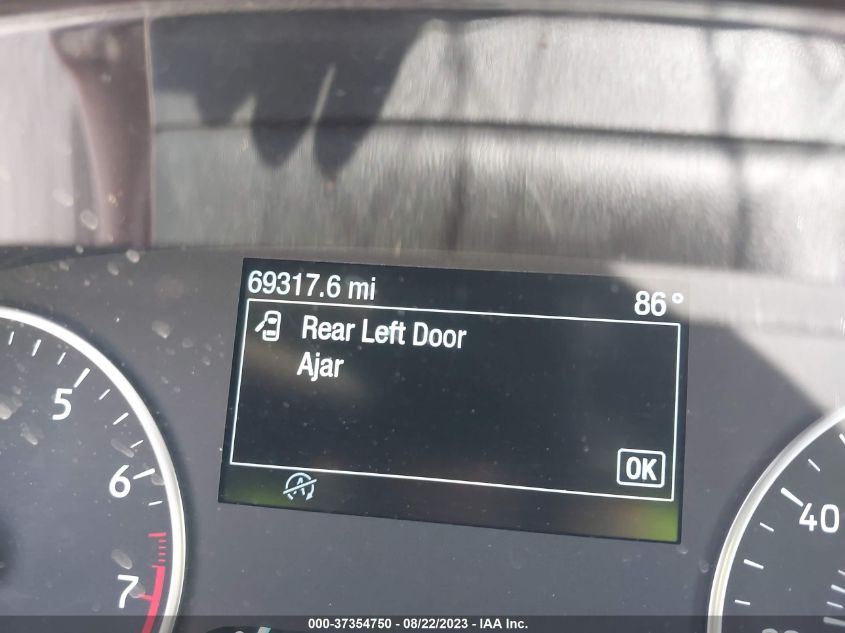 69317.6 mi
86°
Rear Left Door
Ajar
OK
5
6
7
40
000-37354750 - 08/22/2023 - IAA Inc.